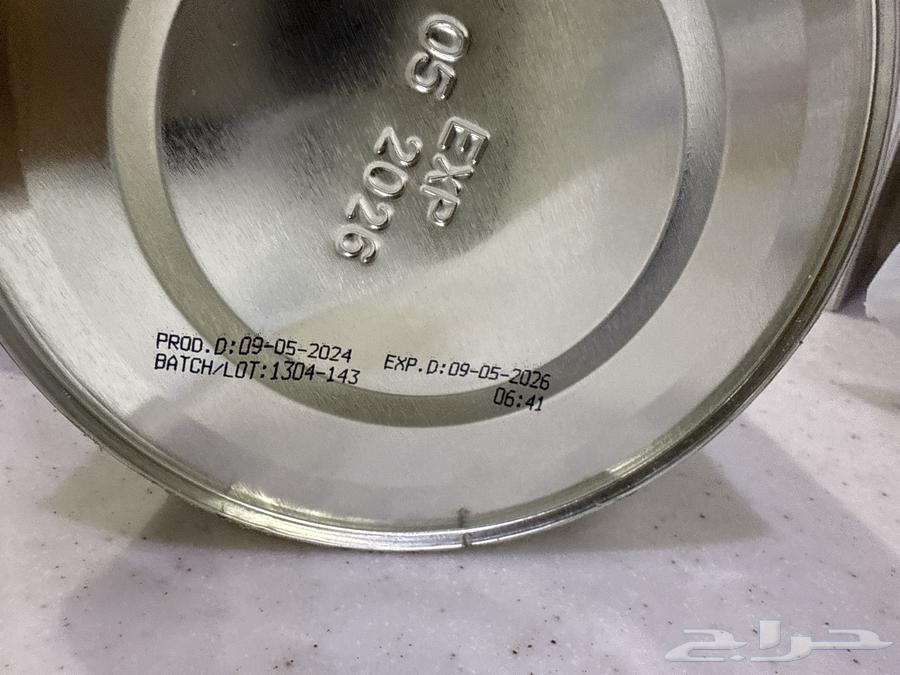 EXP 05
2026
PROD.D:09-05-2024 EXP.D:09-05-2026
BATCH/LOT:1304-143 06:41
حراج